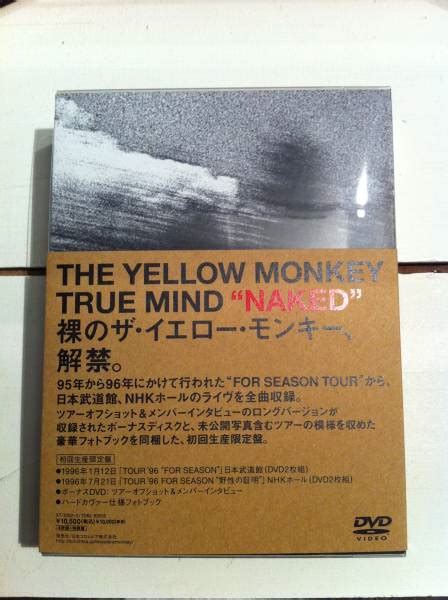 THE YELLOW MONKEY
TRUE MIND “NAKED”
裸のザ・イエロー・モンキー、
解禁。
95年から96年にかけて行われた“FOR SEASON TOUR”から、
日本武道館、NHKホールのライヴを全曲収録。
ツアーオフショット&メンバーインタビューのロングバージョンが
収録されたボーナスディスクと、未公開写真含むツアーの模様を収めた
豪華フォトブックを同梱した、初回生産限定盤。
初回生産限定盤
●1996年1月12日「TOUR '96 “FOR SEASON”」日本武道館(DVD2枚組)
●1996年7月21日「TOUR '96 FOR SEASON “野性の証明”」NHKホール(DVD2枚組)
●ボーナスDVD:ツアーオフショット&メンバーインタビュー
●ハードカヴァー仕様フォトブック
¥10,500(税込)
DVD
VIDEO